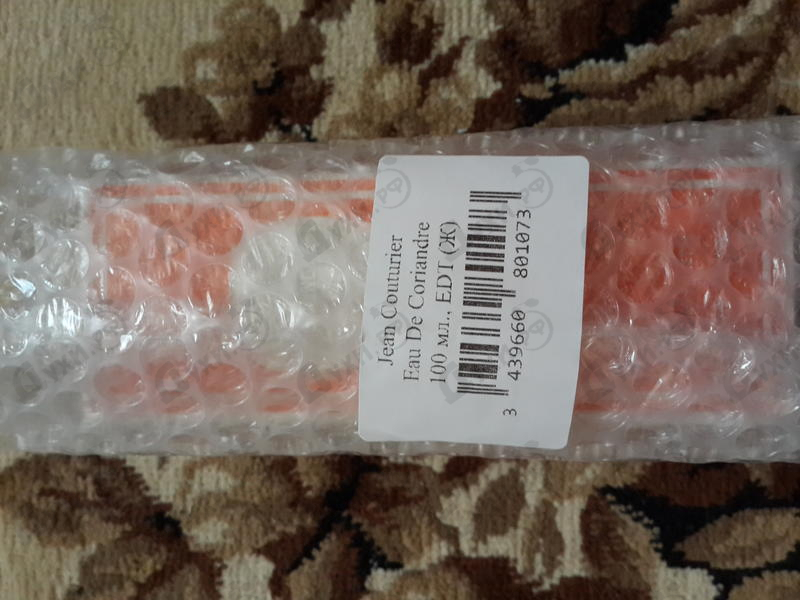 Jean Couturier
Eau De Coriandre
100 мл., EDT (Ж)
3 439660 801073